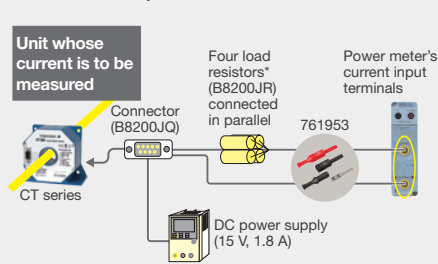 Unit whose
current is to be
measured
Four load
resistors*
(B8200JR)
connected
in parallel
Power meter's
current input
terminals
Connector
(B8200JQ)
761953
CT series
DC power supply
(15 V, 1.8 A)